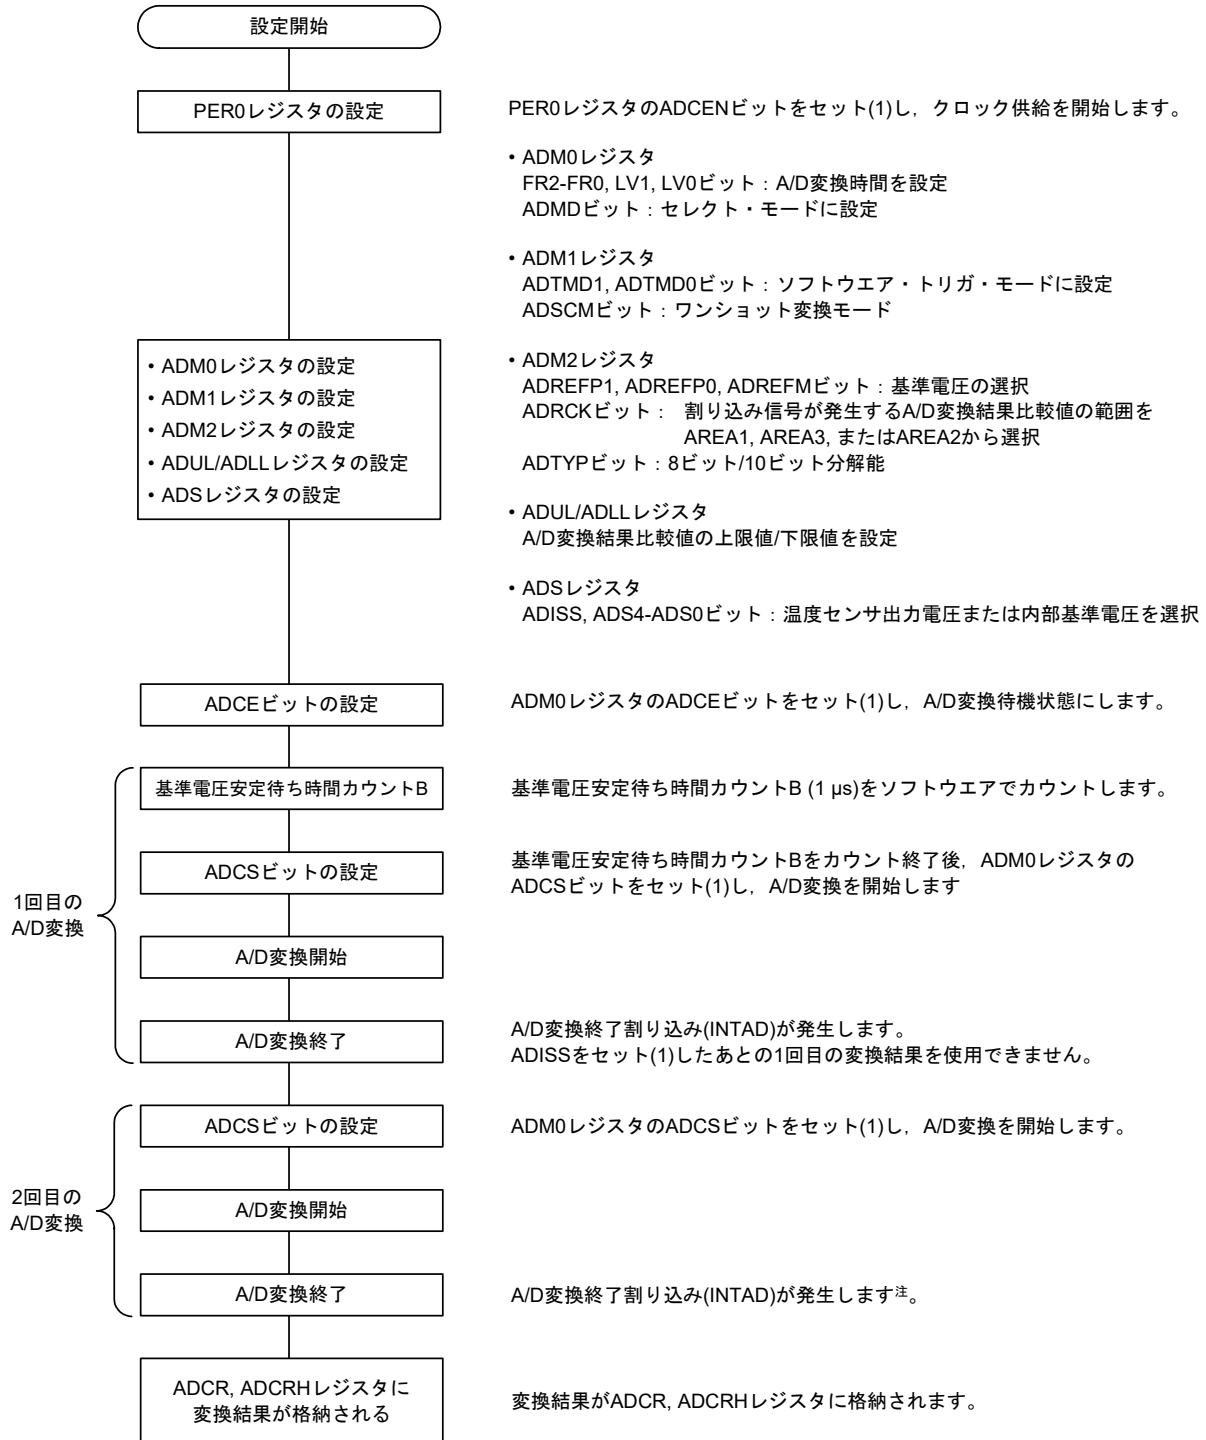 設定開始
PER0レジスタの設定
PER0レジスタのADCENビットをセット(1)し，クロック供給を開始します。
• ADM0レジスタ
FR2-FR0, LV1, LV0ビット：A/D変換時間を設定
ADMDビット：セレクト・モードに設定
• ADM1レジスタ
ADTMD1, ADTMD0ビット：ソフトウエア・トリガ・モードに設定
ADSCMビット：ワンショット変換モード
• ADM0レジスタの設定
• ADM1レジスタの設定
• ADM2レジスタの設定
• ADUL/ADLLレジスタの設定
• ADSレジスタの設定
• ADM2レジスタ
ADREFP1, ADREFP0, ADREFMビット：基準電圧の選択
ADRCKビット： 割り込み信号が発生するA/D変換結果比較値の範囲を
AREA1, AREA3, またはAREA2から選択
ADTYPビット：8ビット/10ビット分解能
• ADUL/ADLLレジスタ
A/D変換結果比較値の上限値/下限値を設定
• ADSレジスタ
ADISS, ADS4-ADS0ビット：温度センサ出力電圧または内部基準電圧を選択
ADCEビットの設定
ADM0レジスタのADCEビットをセット(1)し，A/D変換待機状態にします。
1回目の
A/D変換
基準電圧安定待ち時間カウントB
基準電圧安定待ち時間カウントB (1 µs)をソフトウエアでカウントします。
ADCSビットの設定
基準電圧安定待ち時間カウントBをカウント終了後，ADM0レジスタの
ADCSビットをセット(1)し，A/D変換を開始します
A/D変換開始
A/D変換終了
A/D変換終了割り込み(INTAD)が発生します。
ADISSをセット(1)したあとの1回目の変換結果を使用できません。
2回目の
A/D変換
ADCSビットの設定
ADM0レジスタのADCSビットをセット(1)し，A/D変換を開始します。
A/D変換開始
A/D変換終了
A/D変換終了割り込み(INTAD)が発生します注。
ADCR, ADCRHレジスタに
変換結果が格納される
変換結果がADCR, ADCRHレジスタに格納されます。